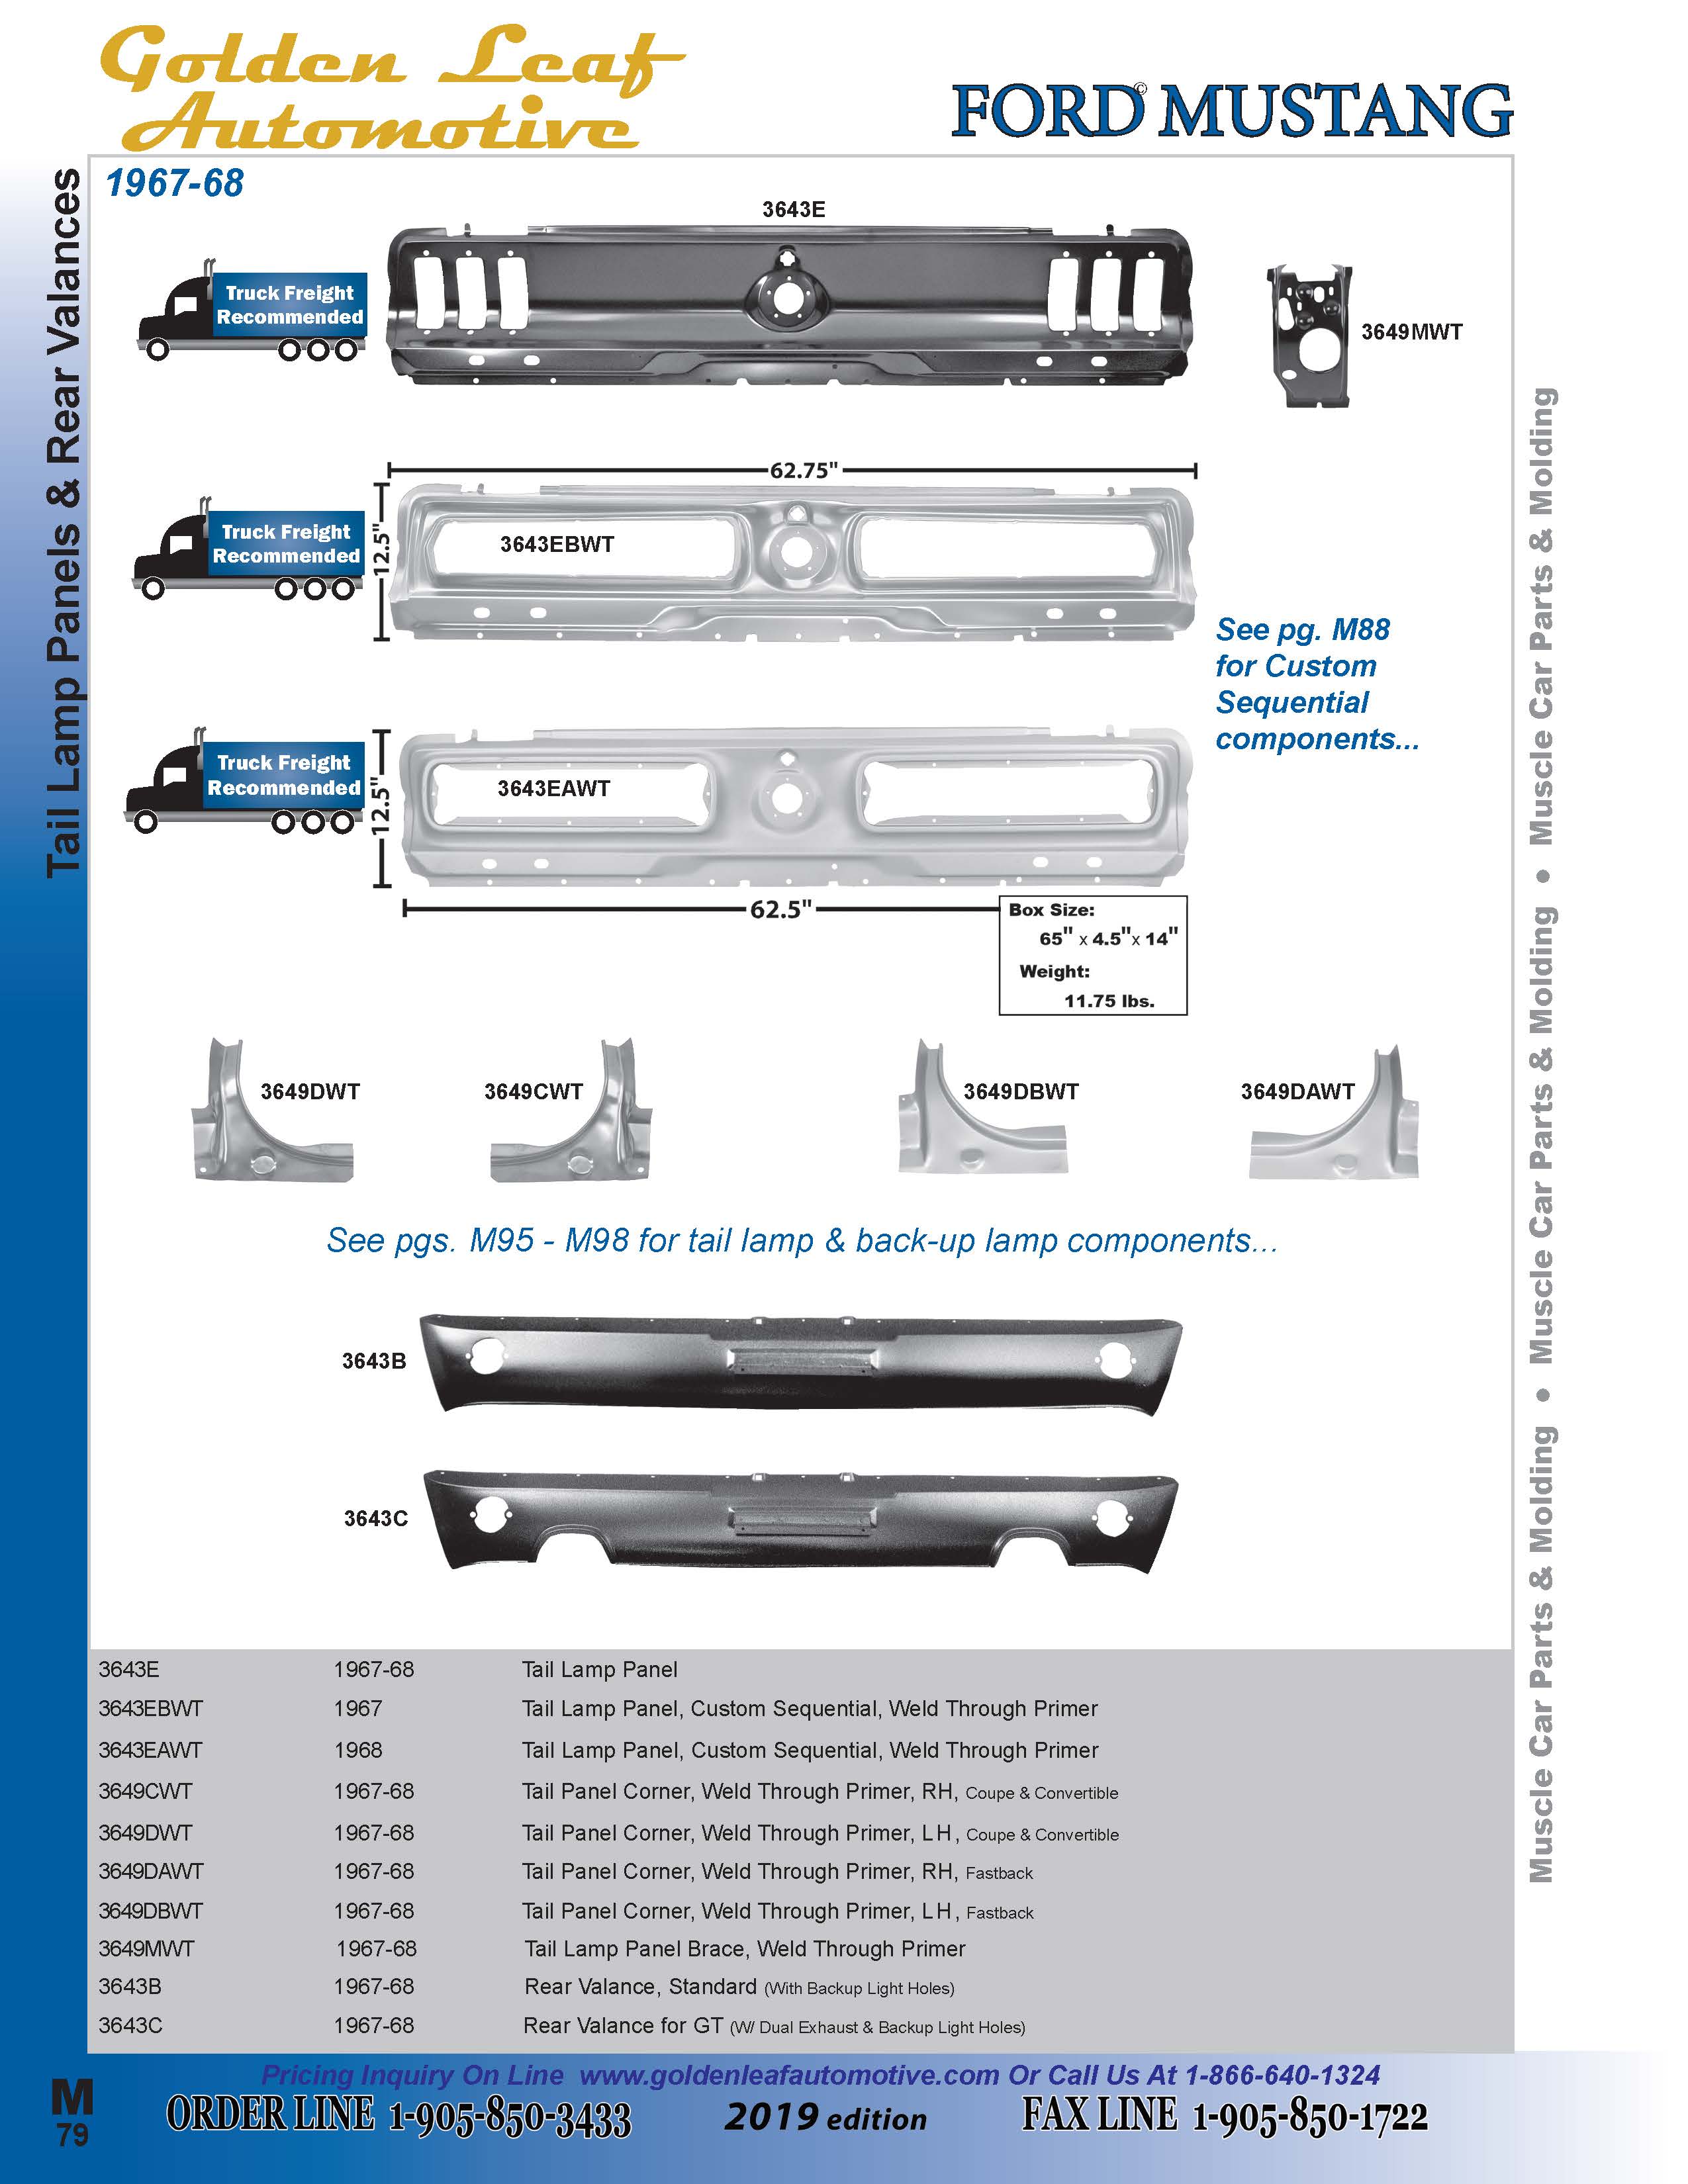 Golden Leaf
Automotive
FORD© MUSTANG
Tail Lamp Panels & Rear Valances
1967-68
3643E
Truck Freight
Recommended
3649MWT
62.75"
12.5"
Truck Freight
Recommended
3643EBWT
See pg. M88
for Custom
Sequential
components...
Truck Freight
Recommended
12.5"
3643EAWT
62.5"
Box Size:
65" x 4.5"x 14"
Weight:
11.75 lbs.
3649DWT
3649CWT
3649DBWT
3649DAWT
See pgs. M95 - M98 for tail lamp & back-up lamp components...
3643B
3643C
Muscle Car Parts & Molding • Muscle Car Parts & Molding • Muscle Car Parts & Molding
3643E 1967-68 Tail Lamp Panel
3643EBWT 1967 Tail Lamp Panel, Custom Sequential, Weld Through Primer
3643EAWT 1968 Tail Lamp Panel, Custom Sequential, Weld Through Primer
3649CWT 1967-68 Tail Panel Corner, Weld Through Primer, RH, Coupe & Convertible
3649DWT 1967-68 Tail Panel Corner, Weld Through Primer, LH, Coupe & Convertible
3649DAWT 1967-68 Tail Panel Corner, Weld Through Primer, RH, Fastback
3649DBWT 1967-68 Tail Panel Corner, Weld Through Primer, LH, Fastback
3649MWT 1967-68 Tail Lamp Panel Brace, Weld Through Primer
3643B 1967-68 Rear Valance, Standard (With Backup Light Holes)
3643C 1967-68 Rear Valance for GT (W/ Dual Exhaust & Backup Light Holes)
Pricing Inquiry On Line www.goldenleafautomotive.com Or Call Us At 1-866-640-1324
M
79
ORDER LINE 1-905-850-3433
2019 edition
FAX LINE 1-905-850-1722